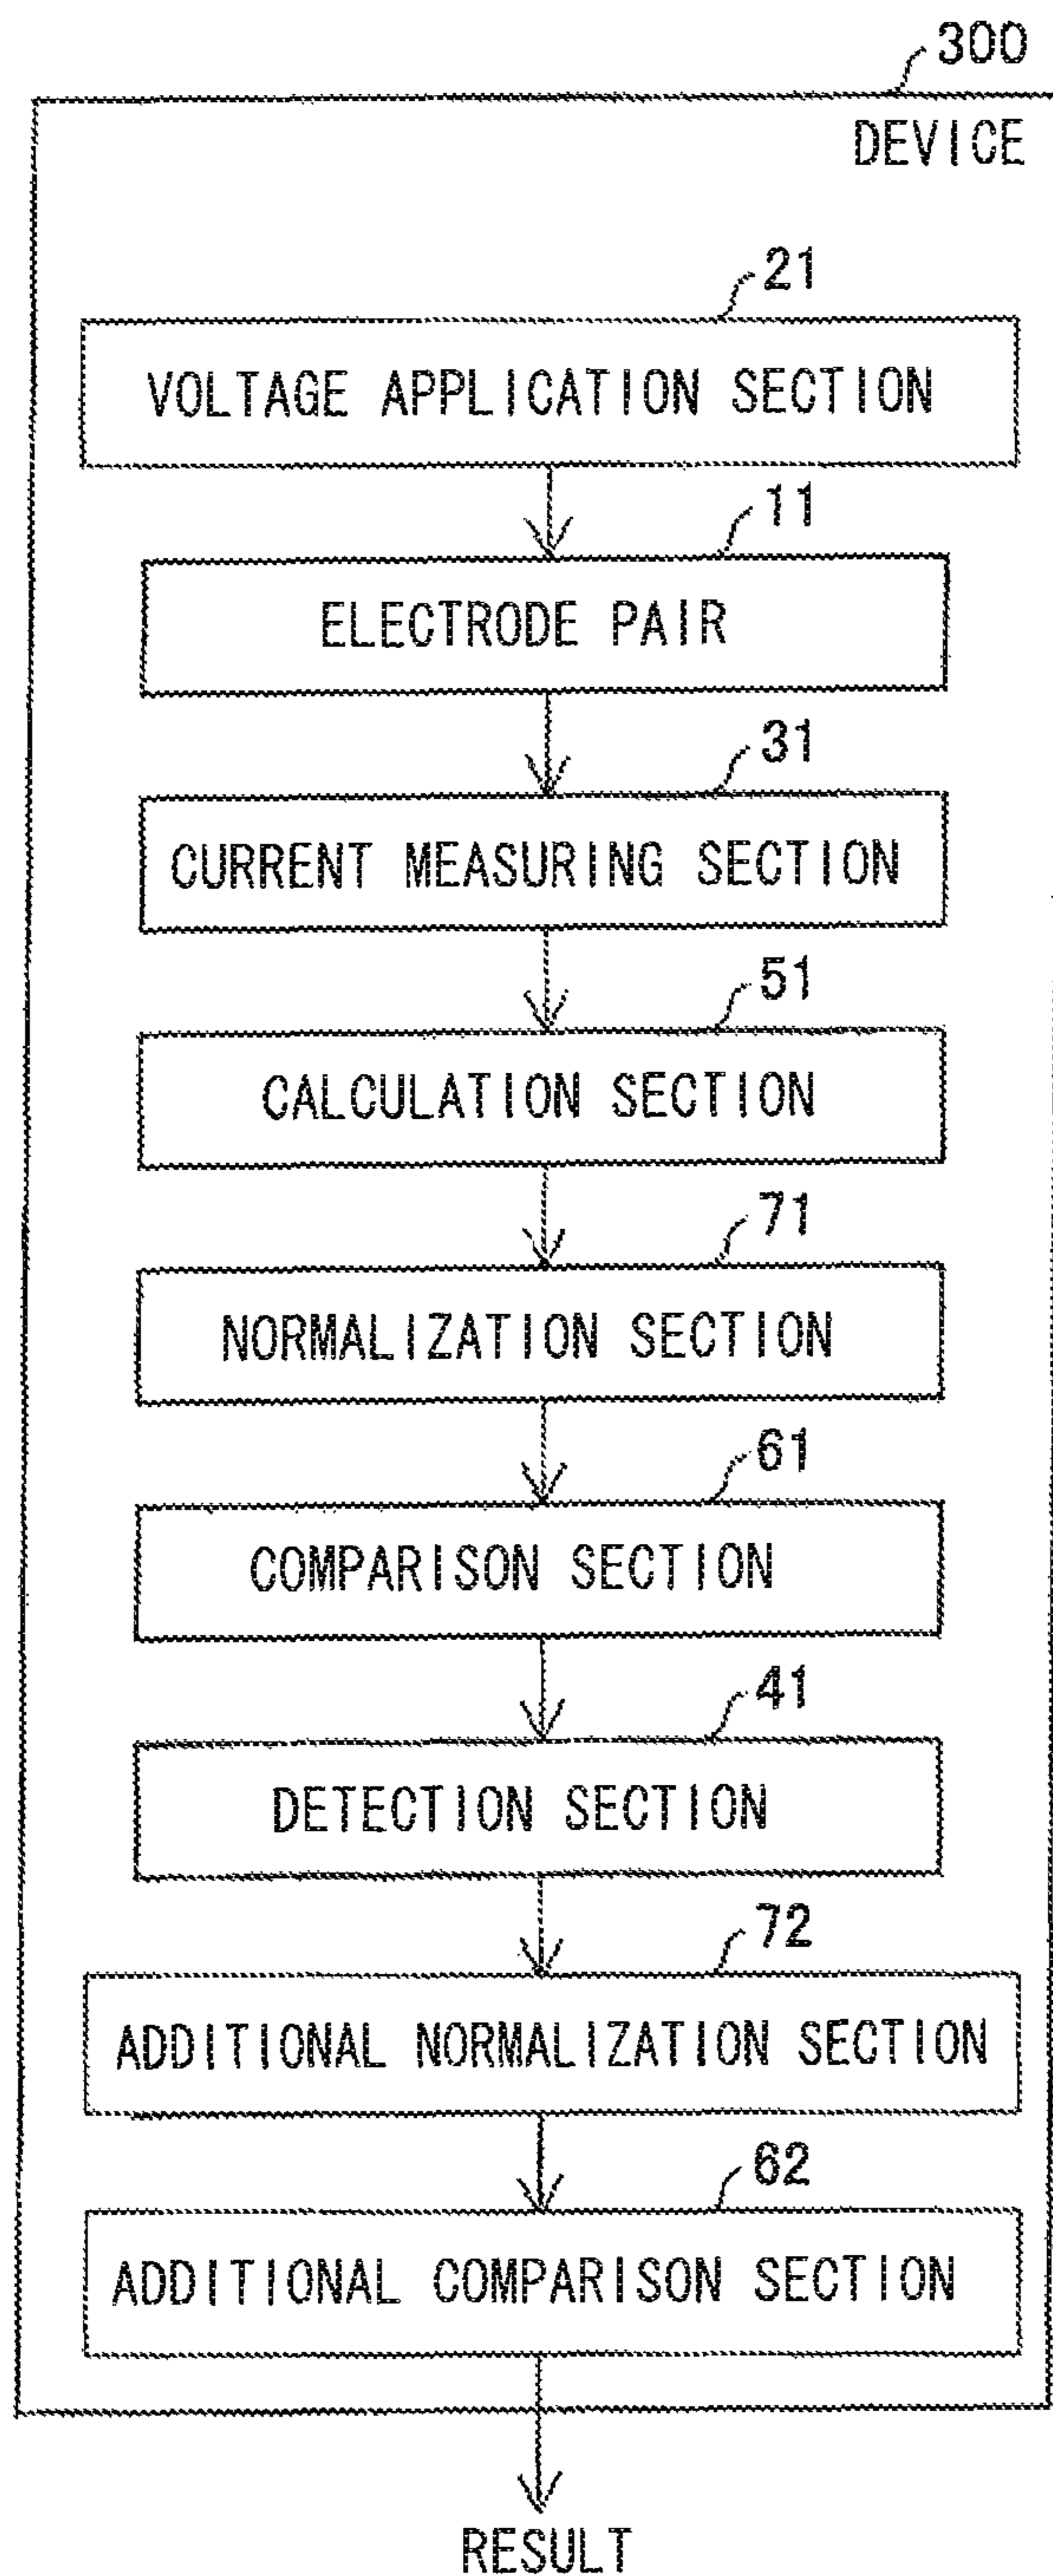 300
DEVICE
21
VOLTAGE APPLICATION SECTION
11
ELECTRODE PAIR
31
CURRENT MEASURING SECTION
51
CALCULATION SECTION
71
NORMALIZATION SECTION
61
COMPARISON SECTION
41
DETECTION SECTION
72
ADDITIONAL NORMALIZATION SECTION
62
ADDITIONAL COMPARISON SECTION
RESULT